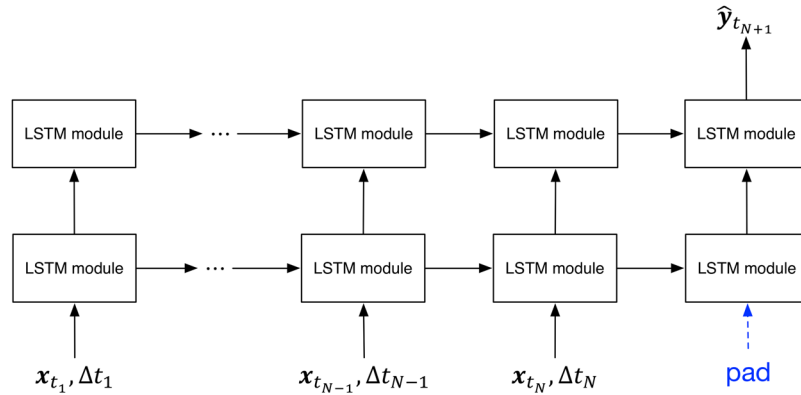 ŷ_{t_{N+1}}
LSTM module ... LSTM module LSTM module LSTM module
LSTM module ... LSTM module LSTM module LSTM module
x_{t_1}, Δt_1 x_{t_{N-1}}, Δt_{N-1} x_{t_N}, Δt_N pad